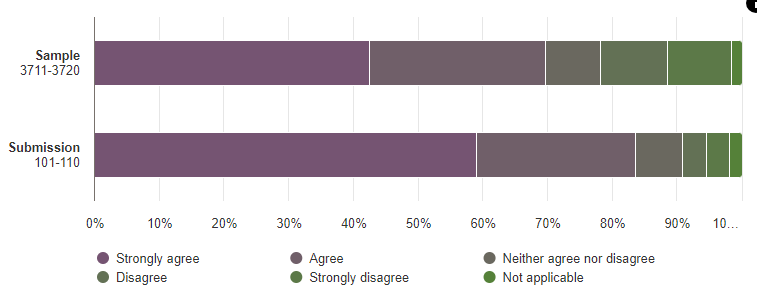 Sample
3711-3720
Submission
101-110
0% 10% 20% 30% 40% 50% 60% 70% 80% 90% 10…
Strongly agree Agree Neither agree nor disagree
Disagree Strongly disagree Not applicable